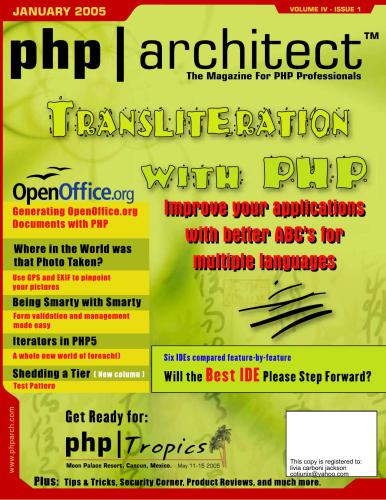 JANUARY 2005
VOLUME IV - ISSUE 1
php|architect™
The Magazine For PHP Professionals
TRANSLITERATION
WITH PHP
Improve your applications
with better ABC's for
multiple languages
OpenOffice.org
Generating OpenOffice.org
Documents with PHP
Where in the World was
that Photo Taken?
Use GPS and EXIF to pinpoint
your pictures
Being Smarty with Smarty
Form validation and management
made easy
Iterators in PHP5
A whole new world of foreach()
Shedding a Tier ( New column )
Test Pattern
Six IDEs compared feature-by-feature
Will the Best IDE Please Step Forward?
www.phparch.com
Get Ready for:
php|Tropics
Moon Palace Resort, Cancun, Mexico. May 11-15 2005
This copy is registered to:
livia carboni jackson
cotiunix@yahoo.com
Plus: Tips & Tricks, Security Corner, Product Reviews, and much more.